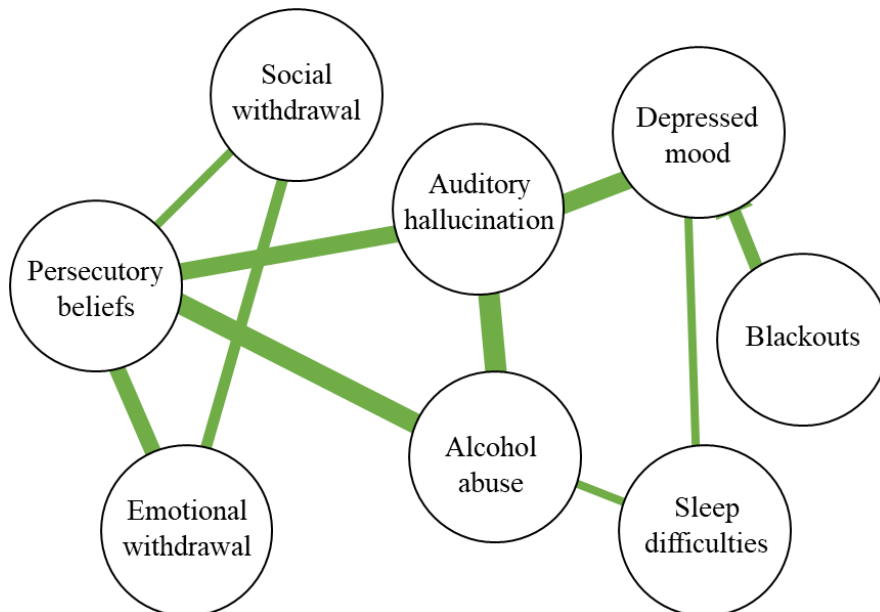 Social
withdrawal
Depressed
mood
Auditory
hallucination
Persecutory
beliefs
Blackouts
Alcohol
abuse
Emotional
withdrawal
Sleep
difficulties